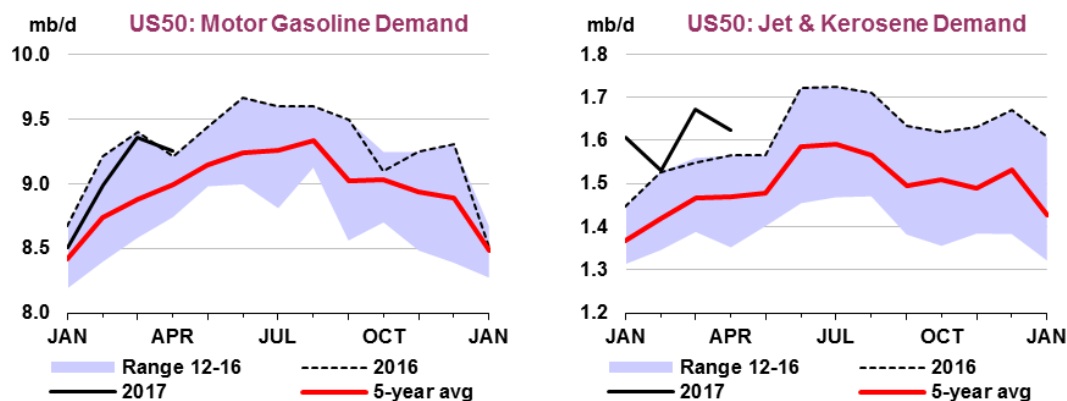 US50: Motor Gasoline Demand
mb/d
10.0
9.5
9.0
8.5
8.0
JAN APR JUL OCT JAN
Range 12-16 2016
2017 5-year avg
US50: Jet & Kerosene Demand
mb/d
1.8
1.7
1.6
1.5
1.4
1.3
1.2
JAN APR JUL OCT JAN
Range 12-16 2016
2017 5-year avg